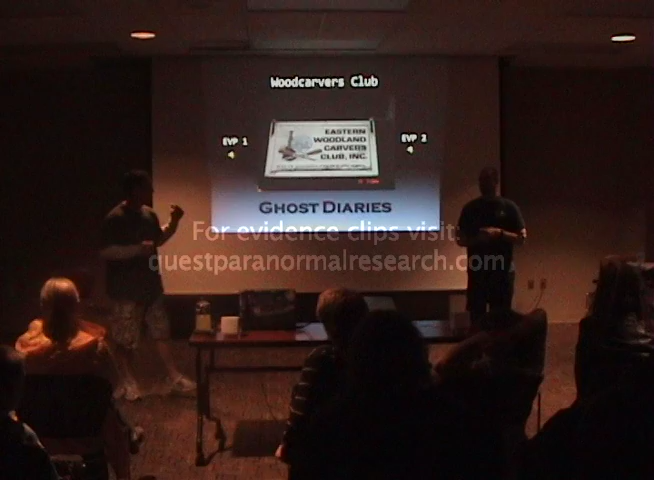 Woodcarvers Club
EVP 1
EVP 2
EASTERN
WOODLAND
CARVERS
CLUB, INC.
GHOST DIARIES
For evidence clips visit:
questparanormalresearch.com